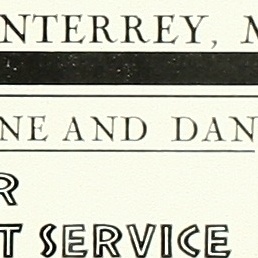 NTERREY, M
NE AND DAN
R
T SERVICE